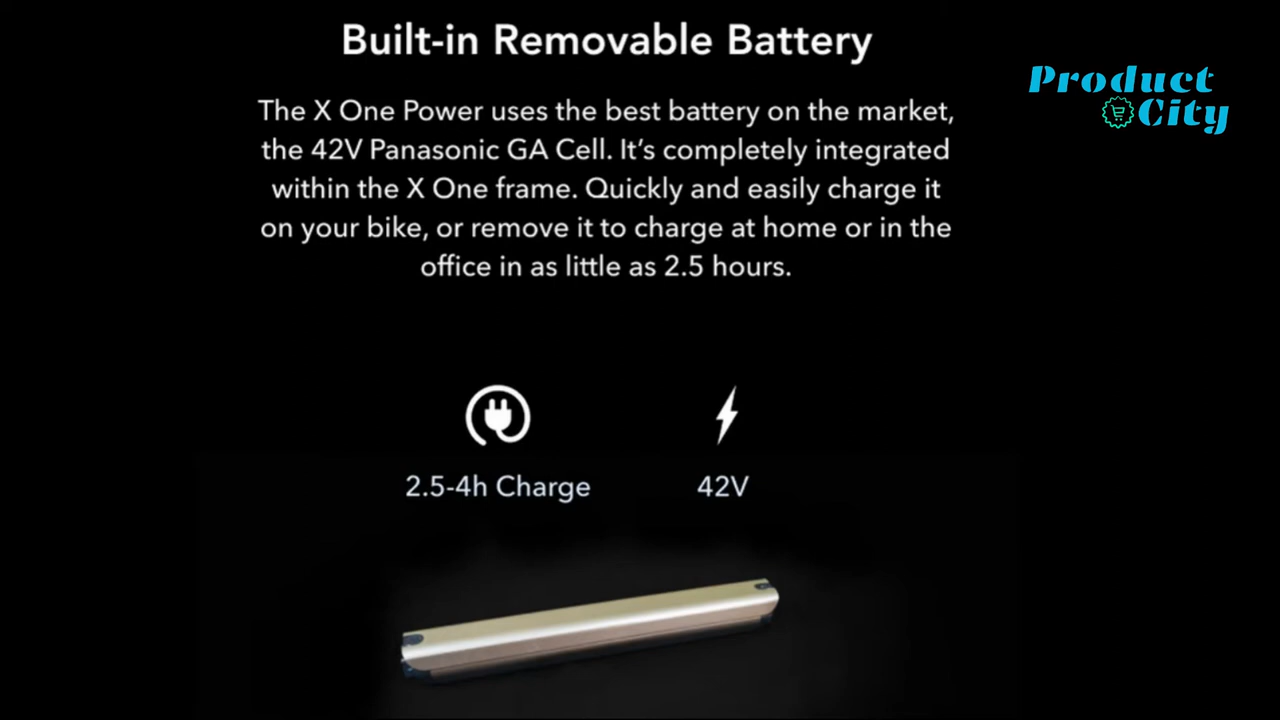 Built-in Removable Battery
Product
City
The X One Power uses the best battery on the market,
the 42V Panasonic GA Cell. It’s completely integrated
within the X One frame. Quickly and easily charge it
on your bike, or remove it to charge at home or in the
office in as little as 2.5 hours.
2.5-4h Charge
42V